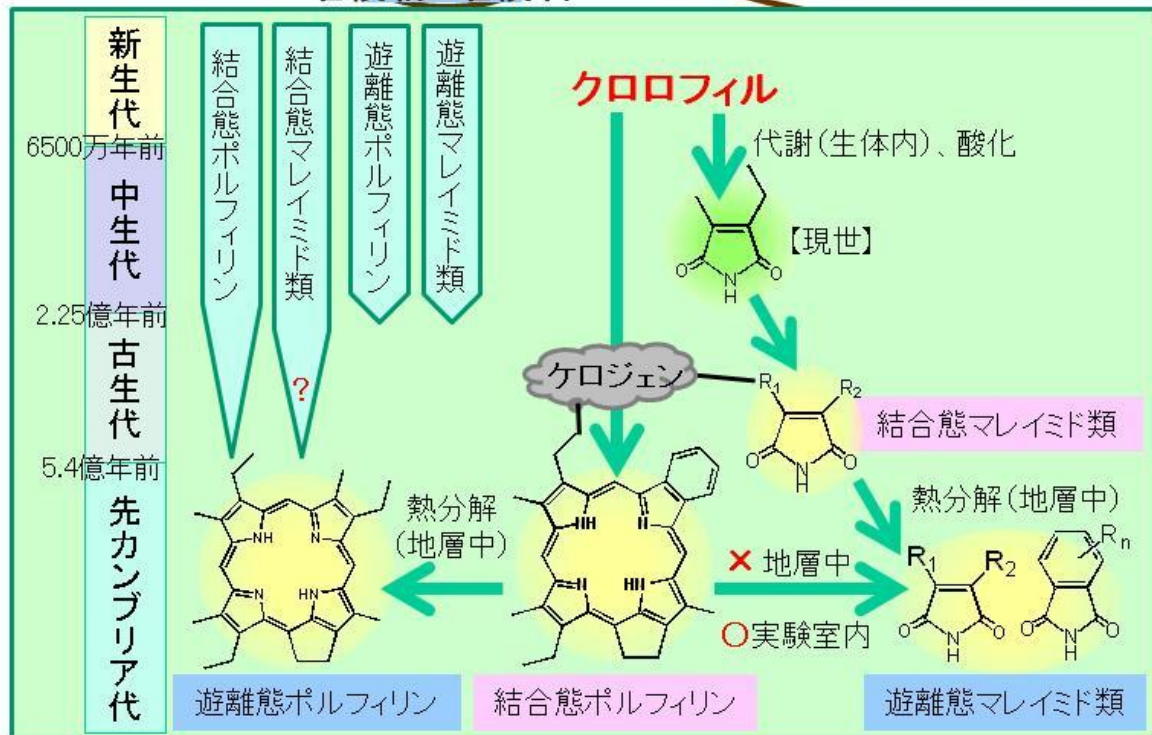 新生代
6500万年前
中生代
2.25億年前
古生代
5.4億年前
先カンブリア代
結合態ポルフィリン
結合態マレイミド類
?
遊離態ポルフィリン
遊離態マレイミド類
クロロフィル
代謝(生体内)、酸化
【現世】
O N H O
ケロジェン
R1 R2
O N H O
結合態マレイミド類
熱分解(地層中)
NH N
N HN
遊離態ポルフィリン
熱分解
(地層中)
NH N
N HN
結合態ポルフィリン
× 地層中
○実験室内
R1 R2
O N H O
Rn
O N H O
遊離態マレイミド類